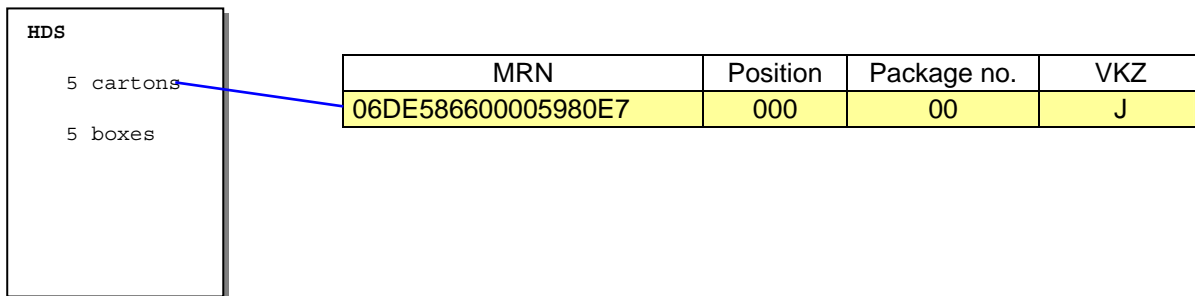 HDS
5 cartons
5 boxes
MRN Position Package no. VKZ
06DE586600005980E7 000 00 J